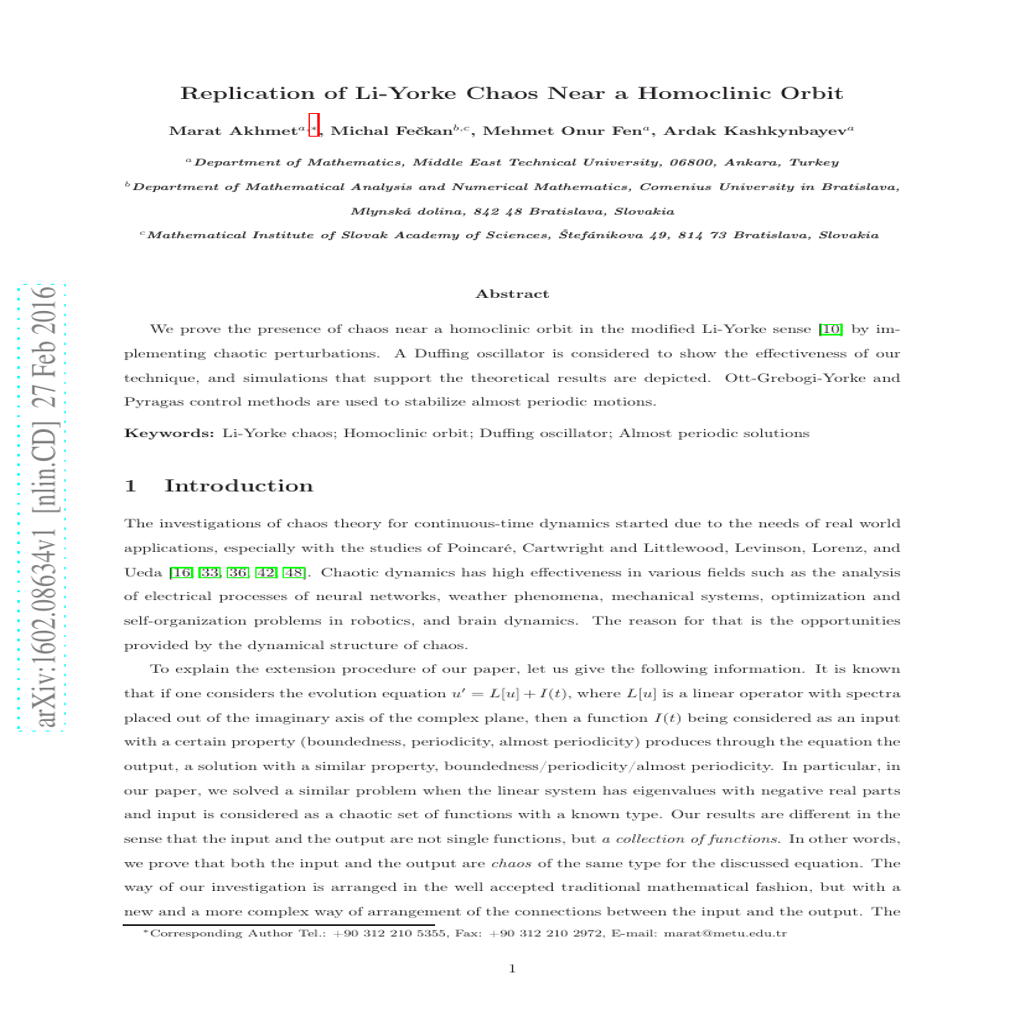 Replication of Li-Yorke Chaos Near a Homoclinic Orbit
Marat Akhmet^{a,*}, Michal Fečkan^{b,c}, Mehmet Onur Fen^{a}, Ardak Kashkynbayev^{a}
^{a}Department of Mathematics, Middle East Technical University, 06800, Ankara, Turkey
^{b}Department of Mathematical Analysis and Numerical Mathematics, Comenius University in Bratislava,
Mlynská dolina, 842 48 Bratislava, Slovakia
^{c}Mathematical Institute of Slovak Academy of Sciences, Štefánikova 49, 814 73 Bratislava, Slovakia
Abstract
We prove the presence of chaos near a homoclinic orbit in the modified Li-Yorke sense [10] by im-
plementing chaotic perturbations. A Duffing oscillator is considered to show the effectiveness of our
technique, and simulations that support the theoretical results are depicted. Ott-Grebogi-Yorke and
Pyragas control methods are used to stabilize almost periodic motions.
Keywords: Li-Yorke chaos; Homoclinic orbit; Duffing oscillator; Almost periodic solutions
1 Introduction
The investigations of chaos theory for continuous-time dynamics started due to the needs of real world
applications, especially with the studies of Poincaré, Cartwright and Littlewood, Levinson, Lorenz, and
Ueda [16, 33, 36, 42, 48]. Chaotic dynamics has high effectiveness in various fields such as the analysis
of electrical processes of neural networks, weather phenomena, mechanical systems, optimization and
self-organization problems in robotics, and brain dynamics. The reason for that is the opportunities
provided by the dynamical structure of chaos.
To explain the extension procedure of our paper, let us give the following information. It is known
that if one considers the evolution equation u′ = L[u] + I(t), where L[u] is a linear operator with spectra
placed out of the imaginary axis of the complex plane, then a function I(t) being considered as an input
with a certain property (boundedness, periodicity, almost periodicity) produces through the equation the
output, a solution with a similar property, boundedness/periodicity/almost periodicity. In particular, in
our paper, we solved a similar problem when the linear system has eigenvalues with negative real parts
and input is considered as a chaotic set of functions with a known type. Our results are different in the
sense that the input and the output are not single functions, but a collection of functions. In other words,
we prove that both the input and the output are chaos of the same type for the discussed equation. The
way of our investigation is arranged in the well accepted traditional mathematical fashion, but with a
new and a more complex way of arrangement of the connections between the input and the output. The
*Corresponding Author Tel.: +90 312 210 5355, Fax: +90 312 210 2972, E-mail: marat@metu.edu.tr
1
arXiv:1602.08634v1 [nlin.CD] 27 Feb 2016